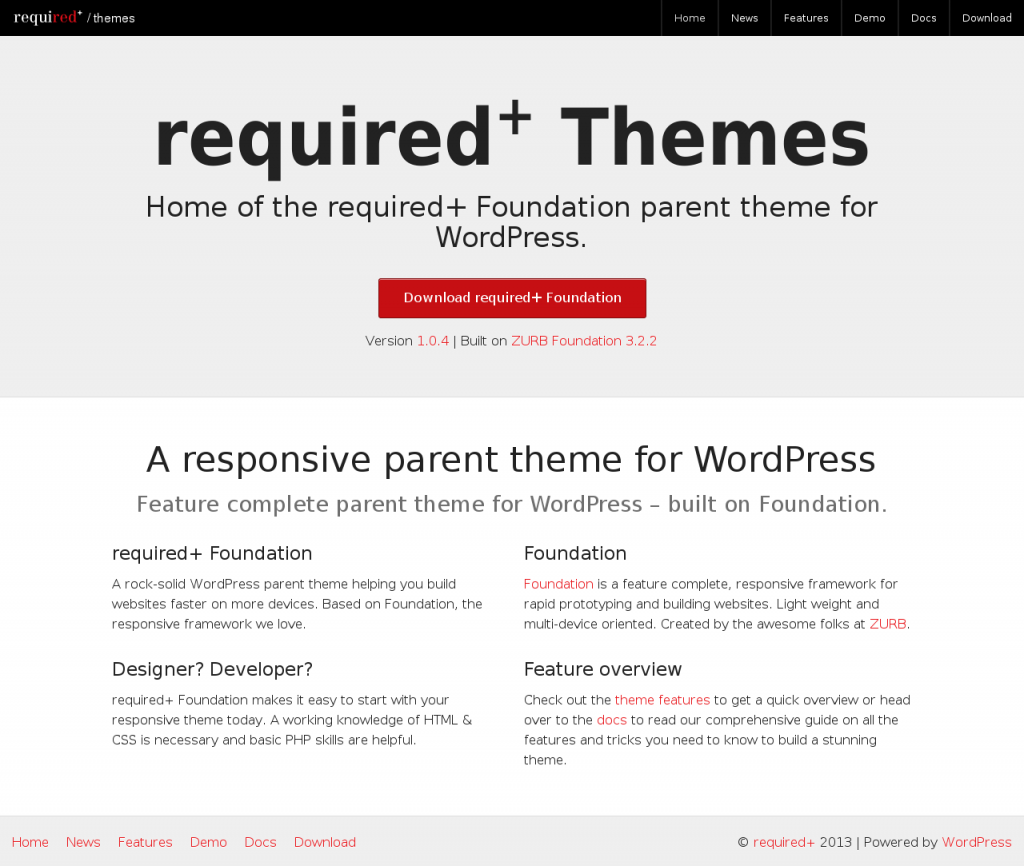 required+ / themes
Home News Features Demo Docs Download
required+ Themes
Home of the required+ Foundation parent theme for
WordPress.
Download required+ Foundation
Version 1.0.4 | Built on ZURB Foundation 3.2.2
A responsive parent theme for WordPress
Feature complete parent theme for WordPress – built on Foundation.
required+ Foundation
A rock-solid WordPress parent theme helping you build
websites faster on more devices. Based on Foundation, the
responsive framework we love.
Foundation
Foundation is a feature complete, responsive framework for
rapid prototyping and building websites. Light weight and
multi-device oriented. Created by the awesome folks at ZURB.
Designer? Developer?
required+ Foundation makes it easy to start with your
responsive theme today. A working knowledge of HTML &
CSS is necessary and basic PHP skills are helpful.
Feature overview
Check out the theme features to get a quick overview or head
over to the docs to read our comprehensive guide on all the
features and tricks you need to know to build a stunning
theme.
Home News Features Demo Docs Download
© required+ 2013 | Powered by WordPress